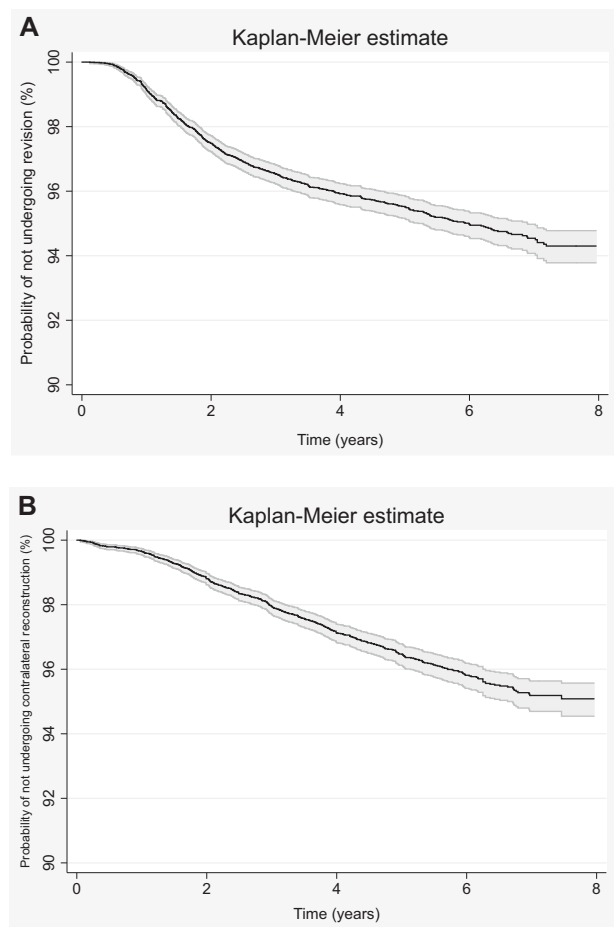 A
Kaplan-Meier estimate
Probability of not undergoing revision (%)
100
98
96
94
92
90
0 2 4 6 8
Time (years)
B
Kaplan-Meier estimate
Probability of not undergoing contralateral reconstruction (%)
100
98
96
94
92
90
0 2 4 6 8
Time (years)